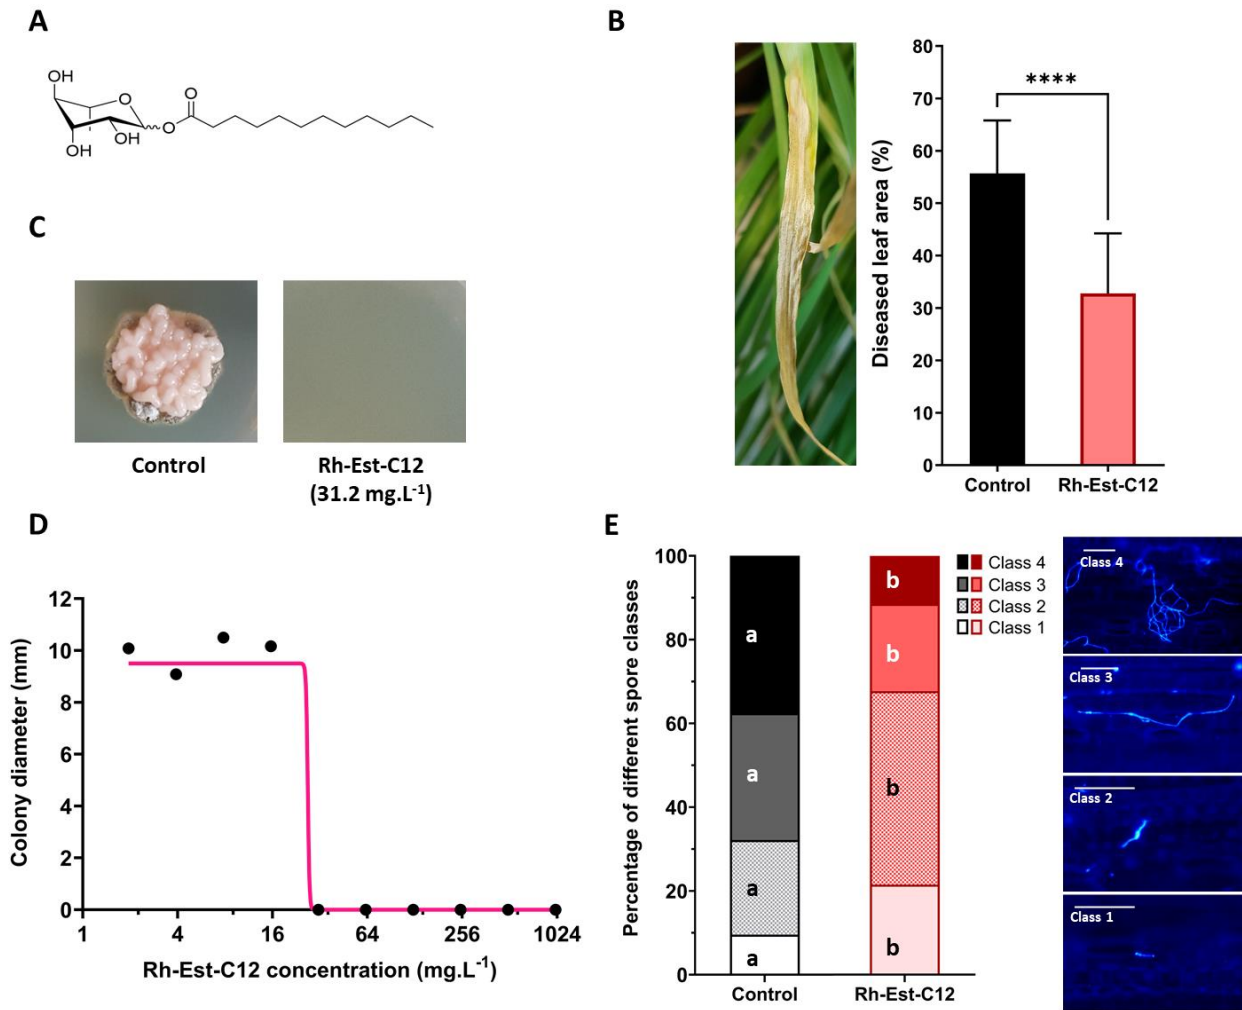 A
OH
O
O
O
OH
OH
B
80
70
60
50
40
30
20
10
0
Diseased leaf area (%)
****
Control
Rh-Est-C12
C
Control
Rh-Est-C12
(31.2 mg.L-1)
D
12
10
8
6
4
2
0
Colony diameter (mm)
1
4
16
64
256
1024
Rh-Est-C12 concentration (mg.L-1)
E
100
80
60
40
20
0
Percentage of different spore classes
a
a
a
a
b
b
b
b
Control
Rh-Est-C12
Class 4
Class 3
Class 2
Class 1
Class 4
Class 3
Class 2
Class 1